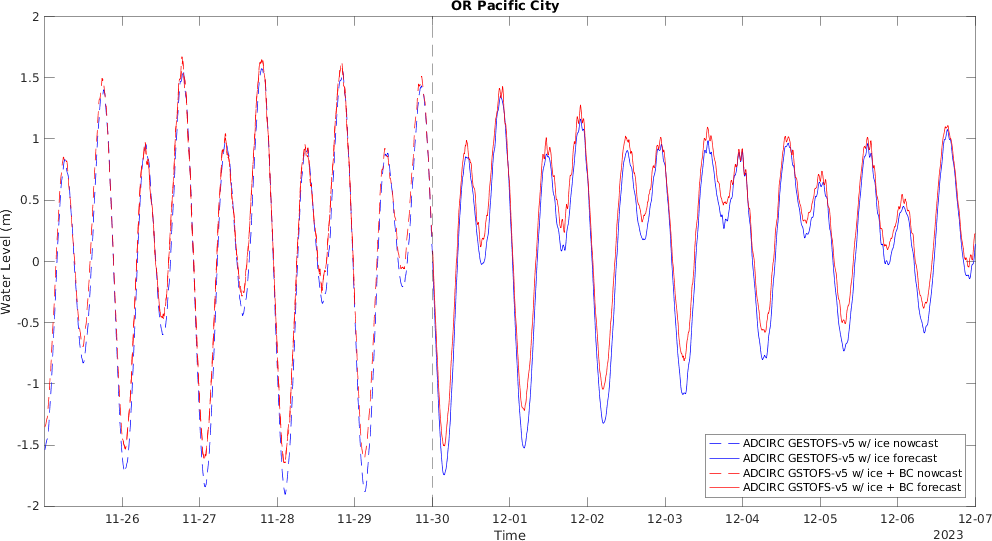 OR Pacific City
2
1.5
1
0.5
0
-0.5
-1
-1.5
-2
Water Level (m)
ADCIRC GESTOFS-v5 w/ ice nowcast
ADCIRC GESTOFS-v5 w/ ice forecast
ADCIRC GSTOFS-v5 w/ ice + BC nowcast
ADCIRC GSTOFS-v5 w/ ice + BC forecast
11-26 11-27 11-28 11-29 11-30 12-01 12-02 12-03 12-04 12-05 12-06 12-07
Time
2023